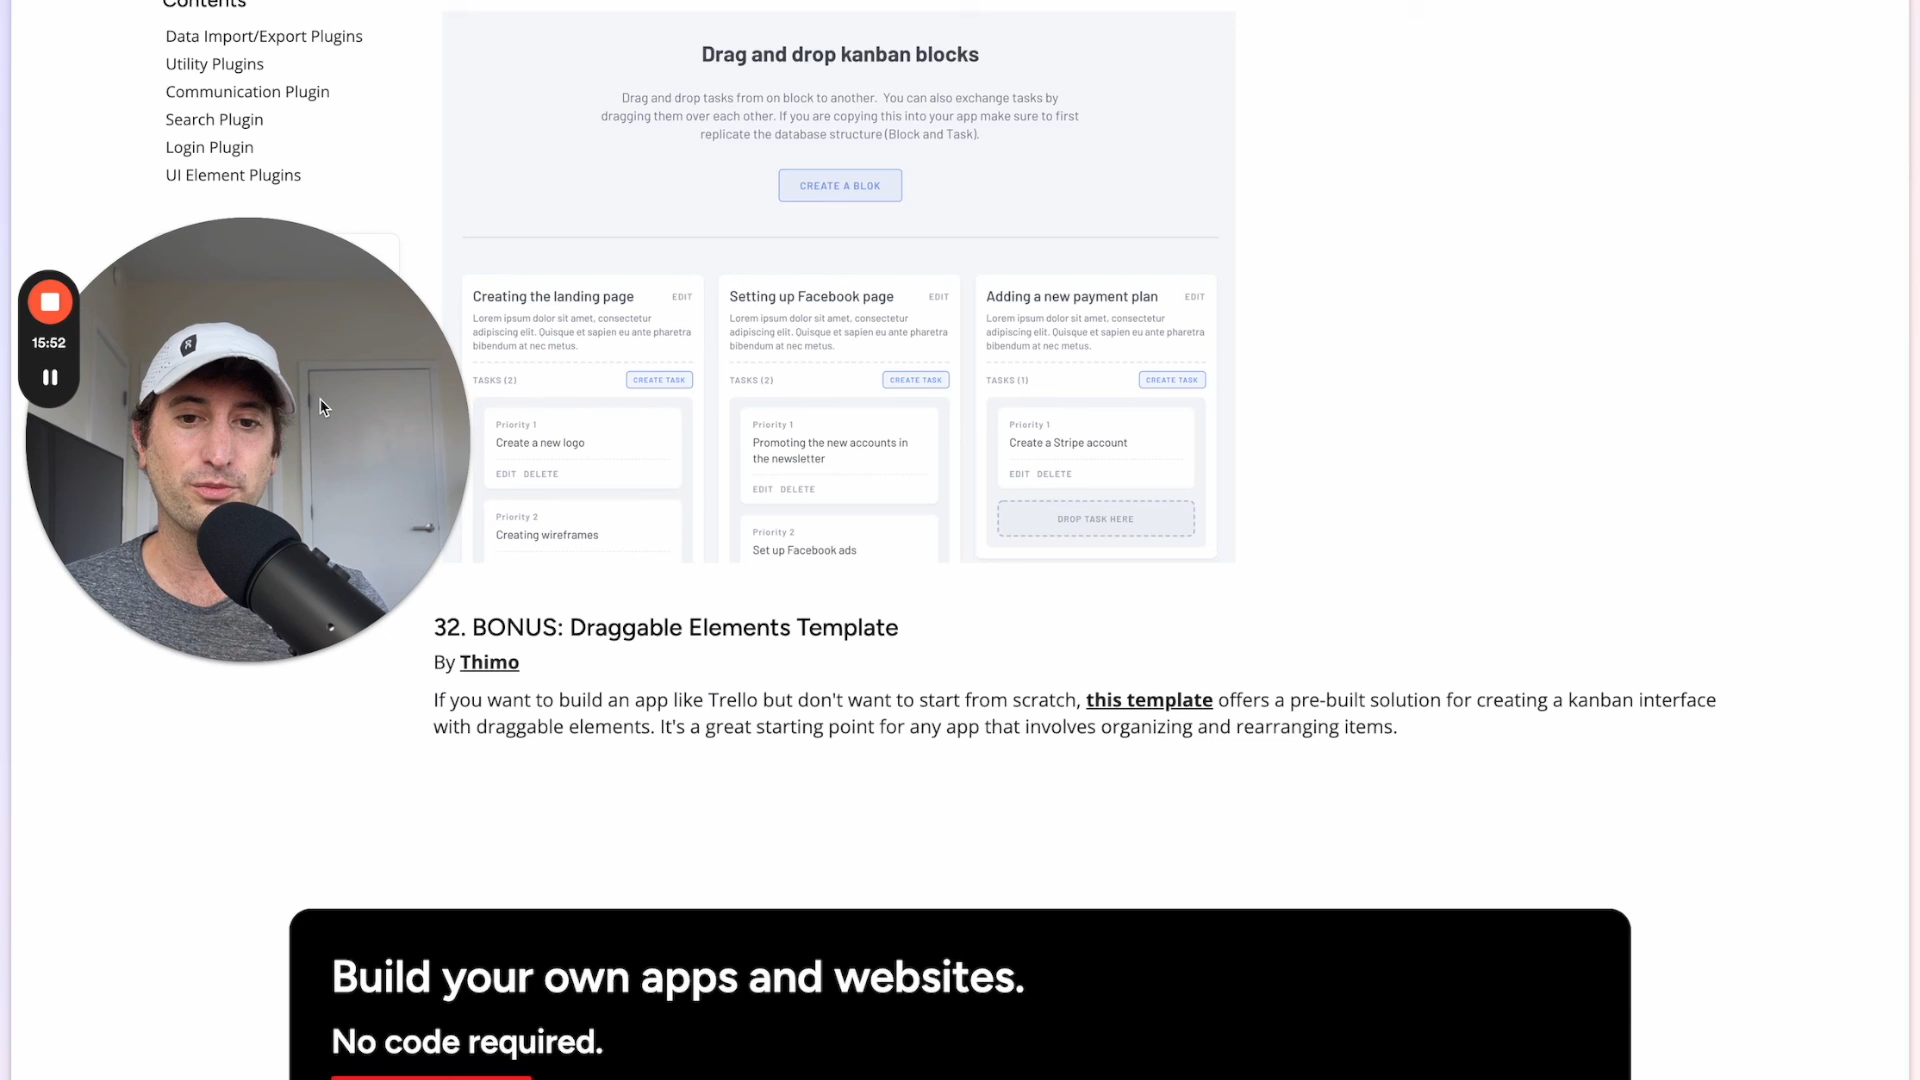 Contents
Data Import/Export Plugins
Utility Plugins
Communication Plugin
Search Plugin
Login Plugin
UI Element Plugins
15:52
Drag and drop kanban blocks
Drag and drop tasks from on block to another. You can also exchange tasks by
dragging them over each other. If you are copying this into your app make sure to first
replicate the database structure (Block and Task).
CREATE A BLOK
Creating the landing page
EDIT
Lorem ipsum dolor sit amet, consectetur
adipiscing elit. Quisque et sapien eu ante pharetra
bibendum at nec metus.
TASKS (2)
CREATE TASK
Priority 1
Create a new logo
EDIT DELETE
Priority 2
Creating wireframes
Setting up Facebook page
EDIT
Lorem ipsum dolor sit amet, consectetur
adipiscing elit. Quisque et sapien eu ante pharetra
bibendum at nec metus.
TASKS (2)
CREATE TASK
Priority 1
Promoting the new accounts in
the newsletter
EDIT DELETE
Priority 2
Set up Facebook ads
Adding a new payment plan
EDIT
Lorem ipsum dolor sit amet, consectetur
adipiscing elit. Quisque et sapien eu ante pharetra
bibendum at nec metus.
TASKS (1)
CREATE TASK
Priority 1
Create a Stripe account
EDIT DELETE
DROP TASK HERE
32. BONUS: Draggable Elements Template
By Thimo
If you want to build an app like Trello but don't want to start from scratch, this template offers a pre-built solution for creating a kanban interface
with draggable elements. It's a great starting point for any app that involves organizing and rearranging items.
Build your own apps and websites.
No code required.